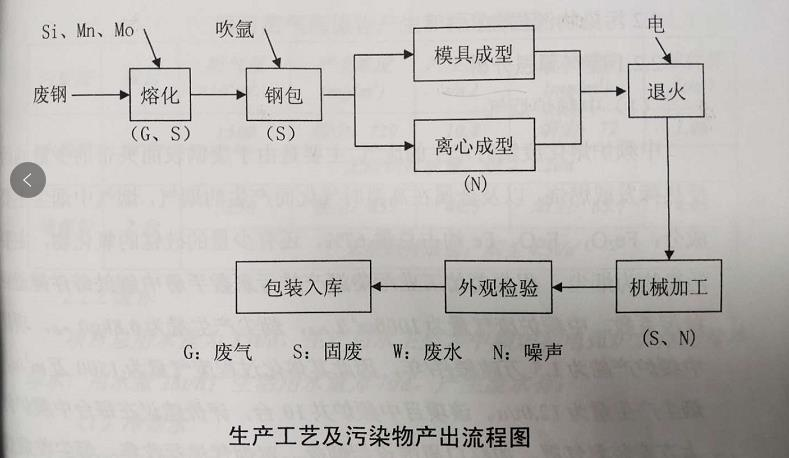 Si、Mn、Mo
吹氩
电
废钢
熔化
钢包
模具成型
离心成型
退火
(G、S)
(S)
(N)
包装入库
外观检验
机械加工
(S、N)
G：废气 S：固废 W：废水 N：噪声
生产工艺及污染物产出流程图